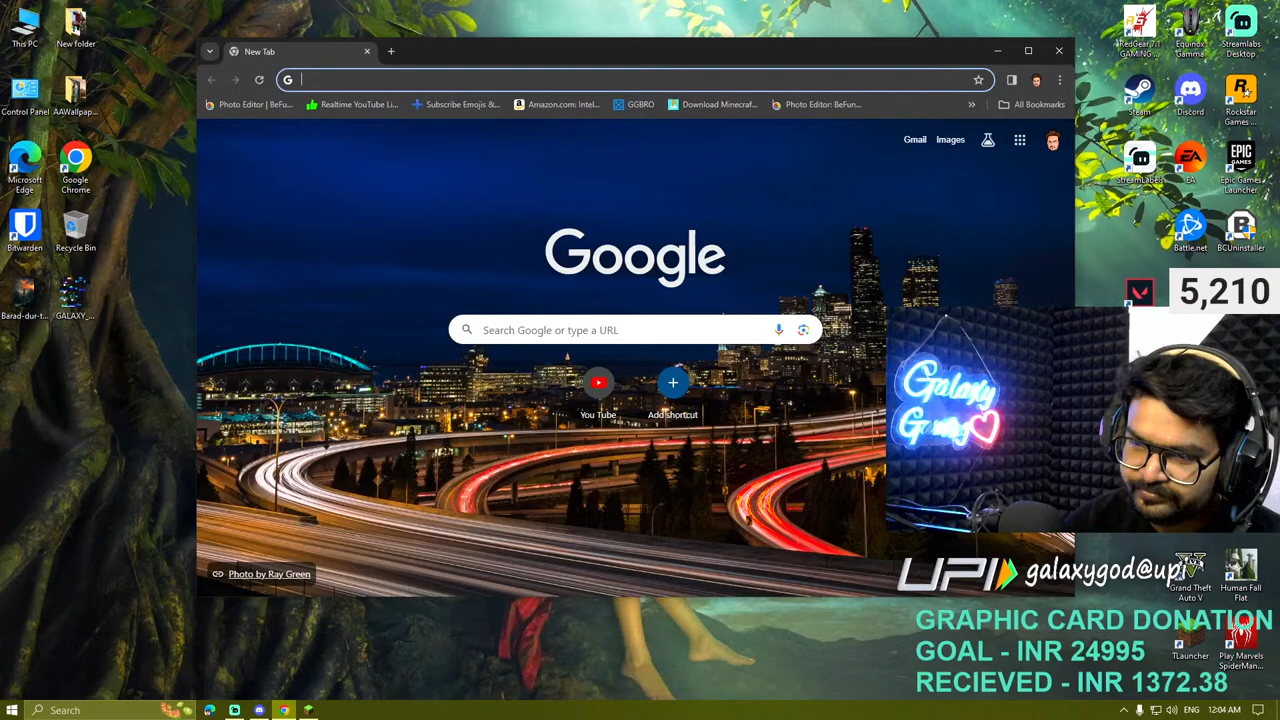 This PC
New folder
Control Panel
AAWallpap...
Microsoft
Edge
Google
Chrome
Bitwarden
Recycle Bin
Barad-dur-t...
GALAXY_...
New Tab
G
Photo Editor | BeFu...
Realtime YouTube Li...
Subscribe Emojis &...
Amazon.com: Intel...
GGBRO
Download Minecraf...
Photo Editor: BeFun...
»
All Bookmarks
Gmail
Images
Google
Search Google or type a URL
You Tube
Add shortcut
Photo by Ray Green
RedGear,7.1
GAMING ...
Equinox
Gamma
Streamlabs
Desktop
Steam
Discord
Rockstar
Games ...
StreamLabels
EA
Epic Games
Launcher
Battle.net
BCUninstaller
5,210
Galaxy
UPI
galaxygod@upi
Grand Theft
Auto V
Human Fall
Flat
GRAPHIC CARD DONATION
GOAL - INR 24995
RECIEVED - INR 1372.38
TLauncher
Play Marvels
SpiderMan...
Search
ENG
12:04 AM